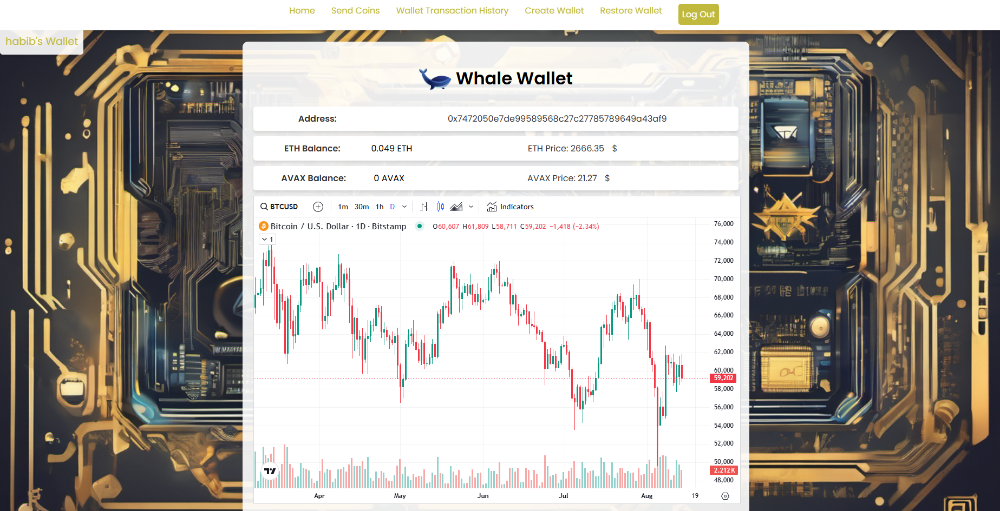 Home Send Coins Wallet Transaction History Create Wallet Restore Wallet Log Out
habib's Wallet
Whale Wallet
Address: 0x7472050e7de99589568c27c27785789649a43af9
ETH Balance: 0.049 ETH ETH Price: 2666.35 $
AVAX Balance: 0 AVAX AVAX Price: 21.27 $
BTCUSD 1m 30m 1h D Indicators
Bitcoin / U.S. Dollar · 1D · Bitstamp O60,607 H61,809 L58,711 C59,202 −1,418 (−2.34%)
1
76,000
74,000
72,000
70,000
68,000
66,000
64,000
62,000
60,000
59,202
58,000
56,000
54,000
52,000
50,000
2.212 K
48,000
Apr May Jun Jul Aug 19